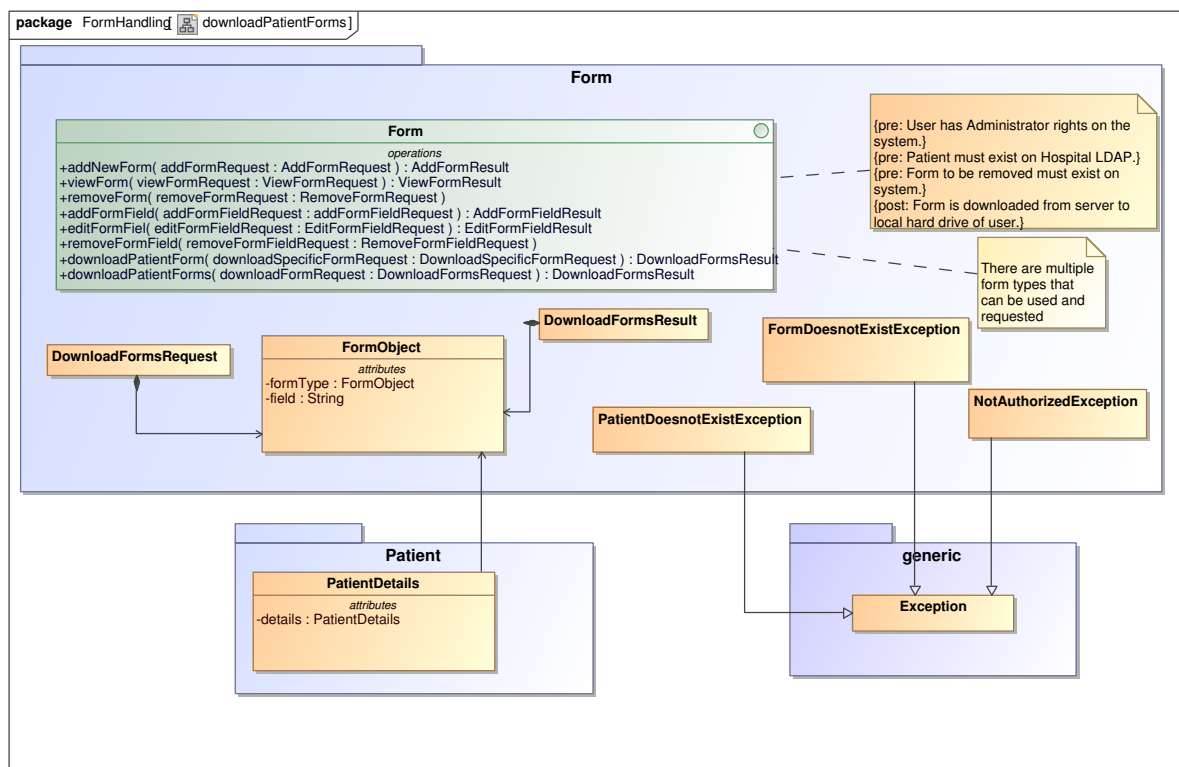 package FormHandling[ downloadPatientForms]
Form
Form
operations
+addNewForm( addFormRequest : AddFormRequest ) : AddFormResult
+viewForm( viewFormRequest : ViewFormRequest ) : ViewFormResult
+removeForm( removeFormRequest : RemoveFormRequest )
+addFormField( addFormFieldRequest : addFormFieldRequest ) : AddFormFieldResult
+editFormFiel( editFormFieldRequest : EditFormFieldRequest ) : EditFormFieldResult
+removeFormField( removeFormFieldRequest : RemoveFormFieldRequest )
+downloadPatientForm( downloadSpecificFormRequest : DownloadSpecificFormRequest ) : DownloadFormsResult
+downloadPatientForms( downloadFormRequest : DownloadFormsRequest ) : DownloadFormsResult
{pre: User has Administrator rights on the
system.}
{pre: Patient must exist on Hospital LDAP.}
{pre: Form to be removed must exist on
system.}
{post: Form is downloaded from server to
local hard drive of user.}
There are multiple
form types that
can be used and
requested
DownloadFormsRequest
FormObject
attributes
-formType : FormObject
-field : String
DownloadFormsResult
FormDoesnotExistException
PatientDoesnotExistException
NotAuthorizedException
Patient
PatientDetails
attributes
-details : PatientDetails
generic
Exception